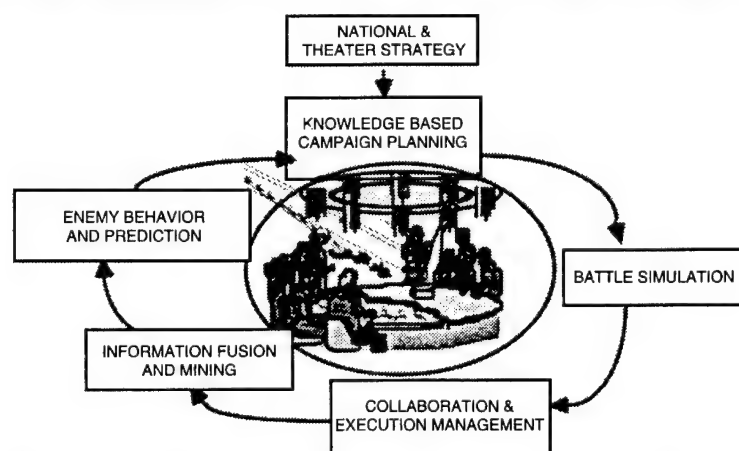 NATIONAL &
THEATER STRATEGY
KNOWLEDGE BASED
CAMPAIGN PLANNING
ENEMY BEHAVIOR
AND PREDICTION
BATTLE SIMULATION
INFORMATION FUSION
AND MINING
COLLABORATION &
EXECUTION MANAGEMENT